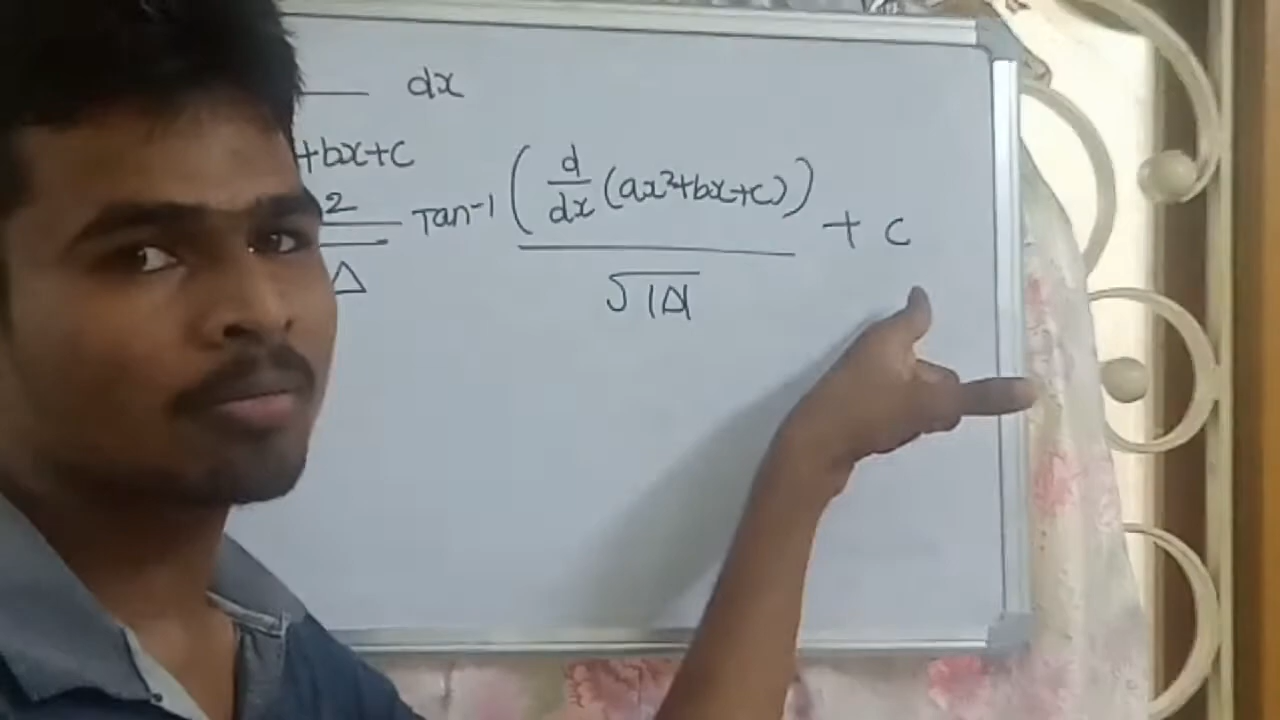 dx
+bx+c
2 Tan-1 ( d/dx (ax²+bx+c) ) + c
Δ √|Δ|